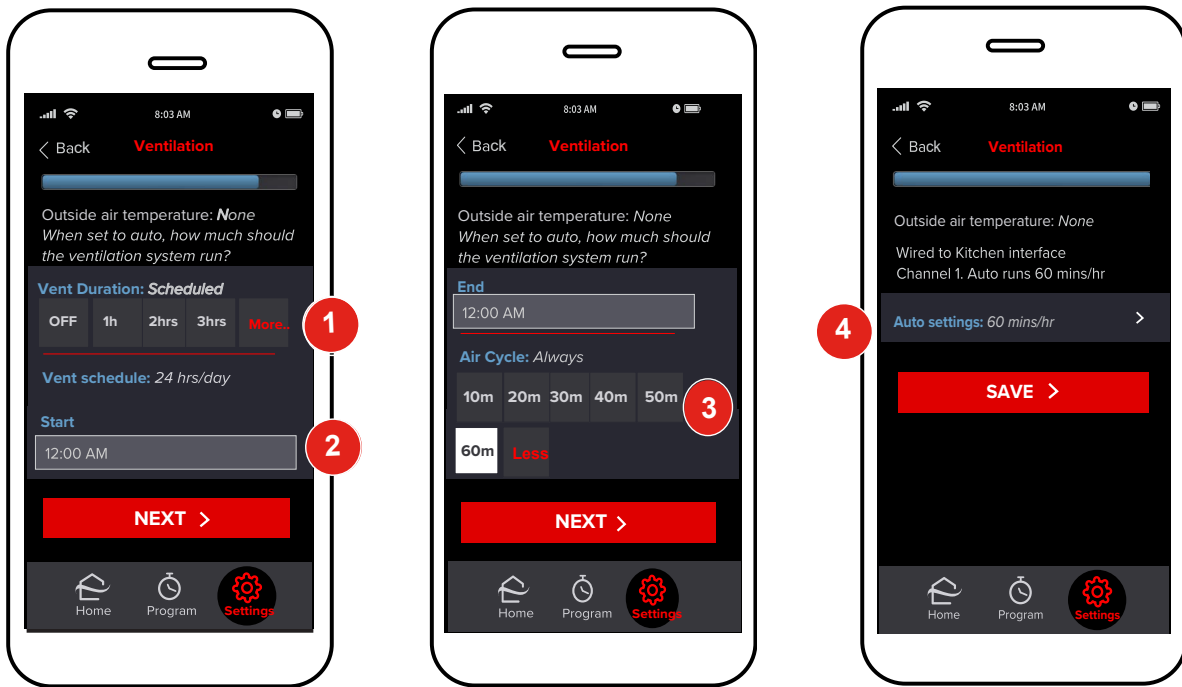 8:03 AM
Back
Ventilation
Outside air temperature: None
When set to auto, how much should
the ventilation system run?
Vent Duration: Scheduled
OFF 1h 2hrs 3hrs More..
1
Vent schedule: 24 hrs/day
Start
12:00 AM
2
NEXT
Home Program Settings
8:03 AM
Back
Ventilation
Outside air temperature: None
When set to auto, how much should
the ventilation system run?
End
12:00 AM
Air Cycle: Always
10m 20m 30m 40m 50m
3
60m Less
NEXT
Home Program Settings
8:03 AM
Back
Ventilation
Outside air temperature: None
Wired to Kitchen interface
Channel 1. Auto runs 60 mins/hr
4
Auto settings: 60 mins/hr
SAVE
Home Program Settings